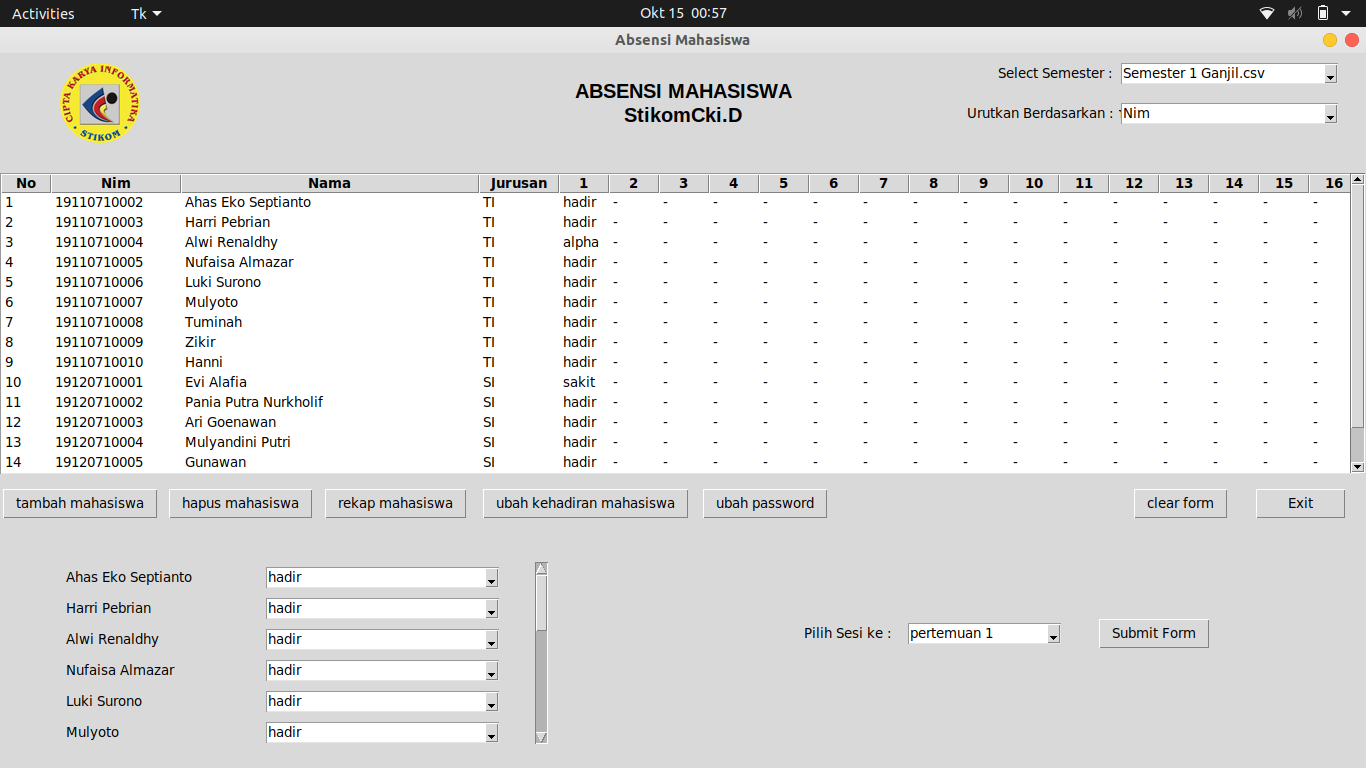 Activities Tk Okt 15 00:57
Absensi Mahasiswa
CIPTA KARYA INFORMATIKA
• STIKOM •
ABSENSI MAHASISWA
StikomCki.D
Select Semester : Semester 1 Ganjil.csv
Urutkan Berdasarkan : Nim
No Nim Nama Jurusan 1 2 3 4 5 6 7 8 9 10 11 12 13 14 15 16
1 19110710002 Ahas Eko Septianto TI hadir - - - - - - - - - - - - - - -
2 19110710003 Harri Pebrian TI hadir - - - - - - - - - - - - - - -
3 19110710004 Alwi Renaldhy TI alpha - - - - - - - - - - - - - - -
4 19110710005 Nufaisa Almazar TI hadir - - - - - - - - - - - - - - -
5 19110710006 Luki Surono TI hadir - - - - - - - - - - - - - - -
6 19110710007 Mulyoto TI hadir - - - - - - - - - - - - - - -
7 19110710008 Tuminah TI hadir - - - - - - - - - - - - - - -
8 19110710009 Zikir TI hadir - - - - - - - - - - - - - - -
9 19110710010 Hanni TI hadir - - - - - - - - - - - - - - -
10 19120710001 Evi Alafia SI sakit - - - - - - - - - - - - - - -
11 19120710002 Pania Putra Nurkholif SI hadir - - - - - - - - - - - - - - -
12 19120710003 Ari Goenawan SI hadir - - - - - - - - - - - - - - -
13 19120710004 Mulyandini Putri SI hadir - - - - - - - - - - - - - - -
14 19120710005 Gunawan SI hadir - - - - - - - - - - - - - - -
tambah mahasiswa hapus mahasiswa rekap mahasiswa ubah kehadiran mahasiswa ubah password clear form Exit
Ahas Eko Septianto hadir
Harri Pebrian hadir
Alwi Renaldhy hadir
Pilih Sesi ke : pertemuan 1 Submit Form
Nufaisa Almazar hadir
Luki Surono hadir
Mulyoto hadir